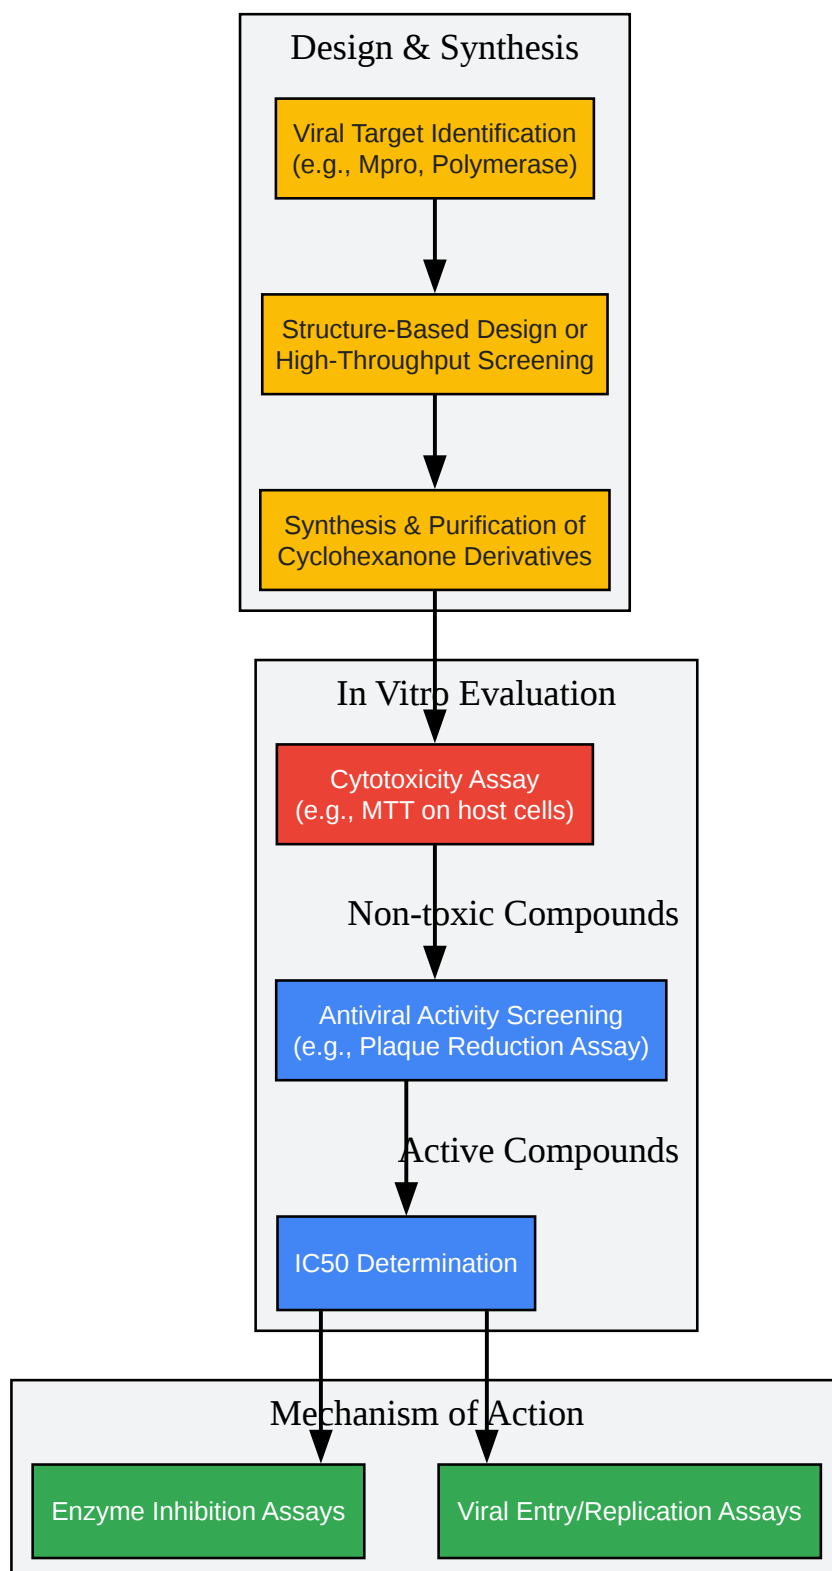 Design & Synthesis
Viral Target Identification
(e.g., Mpro, Polymerase)
Structure-Based Design or
High-Throughput Screening
Synthesis & Purification of
Cyclohexanone Derivatives
In Vitro Evaluation
Cytotoxicity Assay
(e.g., MTT on host cells)
Non-toxic Compounds
Antiviral Activity Screening
(e.g., Plaque Reduction Assay)
Active Compounds
IC50 Determination
Mechanism of Action
Enzyme Inhibition Assays
Viral Entry/Replication Assays